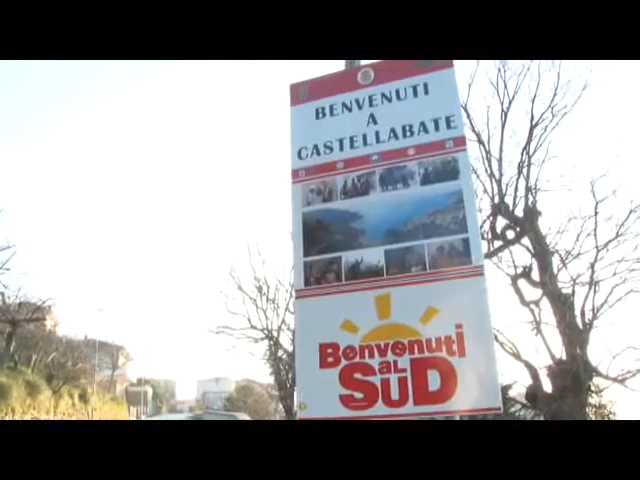 BENVENUTI
A
CASTELLABATE
Benvenuti
AL
SUD